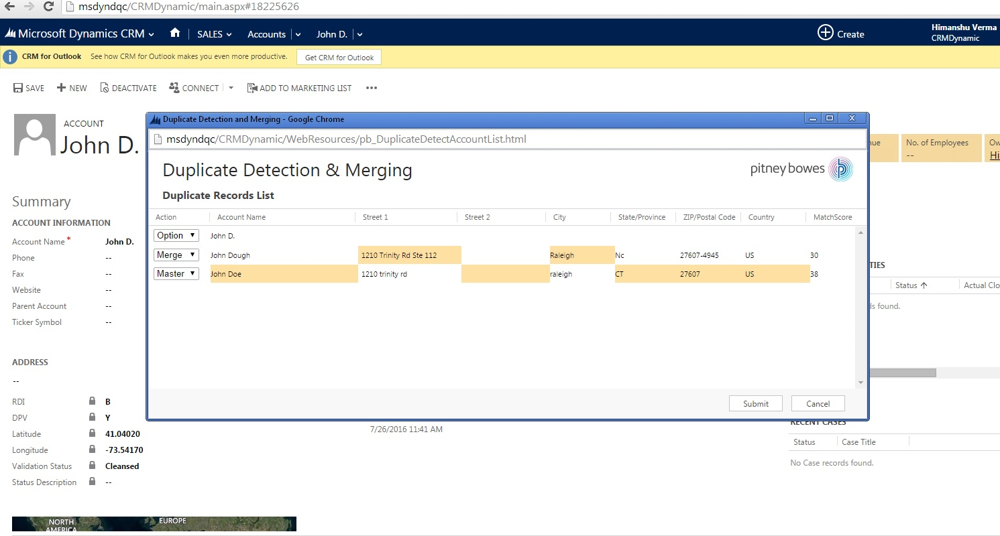 msdyndqc/CRMDynamic/main.aspx#18225626
Microsoft Dynamics CRM SALES Accounts John D. Create Himanshu Verma
CRMDynamic
CRM for Outlook See how CRM for Outlook makes you even more productive. Get CRM for Outlook
SAVE NEW DEACTIVATE CONNECT ADD TO MARKETING LIST •••
ACCOUNT
John D.
Duplicate Detection and Merging - Google Chrome
msdyndqc/CRMDynamic/WebResources/pb_DuplicateDetectAccountList.html
Duplicate Detection & Merging
pitney bowes
Duplicate Records List
Action Account Name Street 1 Street 2 City State/Province ZIP/Postal Code Country MatchScore
Option John D.
Merge John Dough 1210 Trinity Rd Ste 112 Raleigh Nc 27607-4945 US 30
Master John Doe 1210 trinity rd raleigh CT 27607 US 38
Submit Cancel
nue No. of Employees Ow
-- Hi
Summary
ACCOUNT INFORMATION
Account Name * John D.
Phone --
Fax --
Website --
Parent Account --
Ticker Symbol --
ADDRESS
--
RDI B
DPV Y
Latitude 41.04020
Longitude -73.54170
Validation Status Cleansed
Status Description --
NORTH
AMERICA
EUROPE
7/26/2016 11:41 AM
TIES
Status Actual Clo
ds found.
RECENT CASES
Status Case Title
No Case records found.